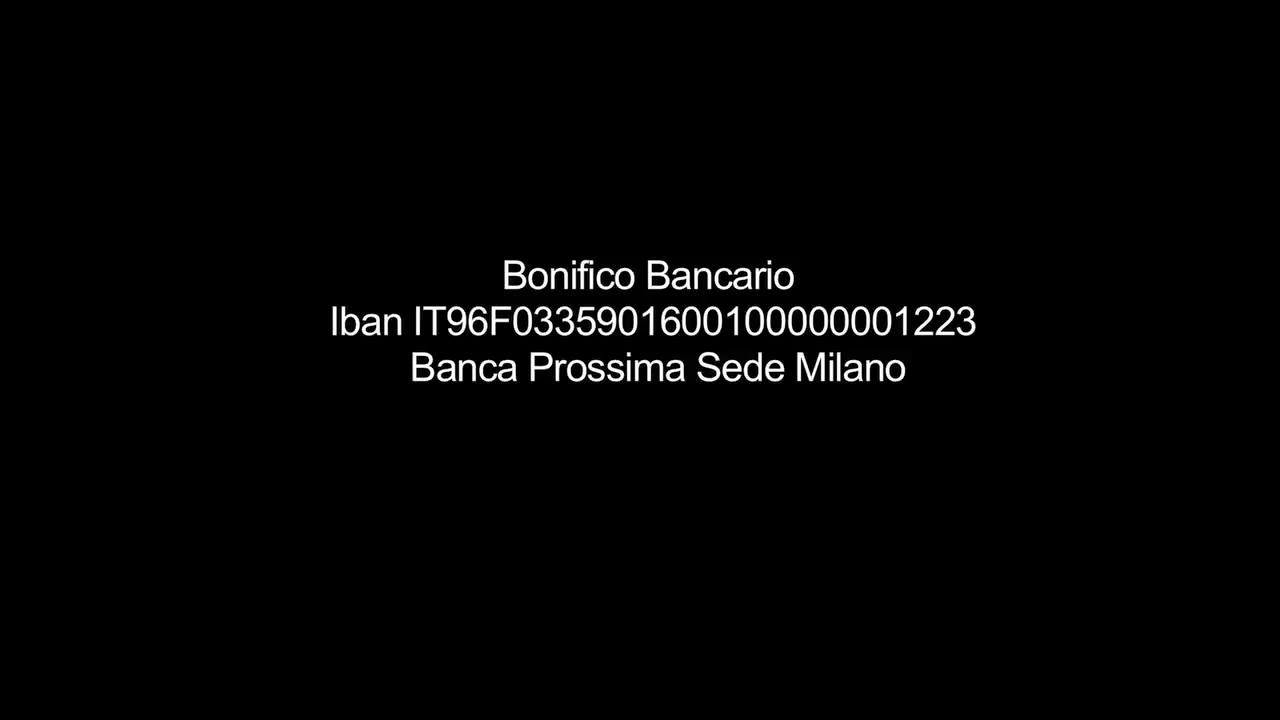 Bonifico Bancario
Iban IT96F0335901600100000001223
Banca Prossima Sede Milano